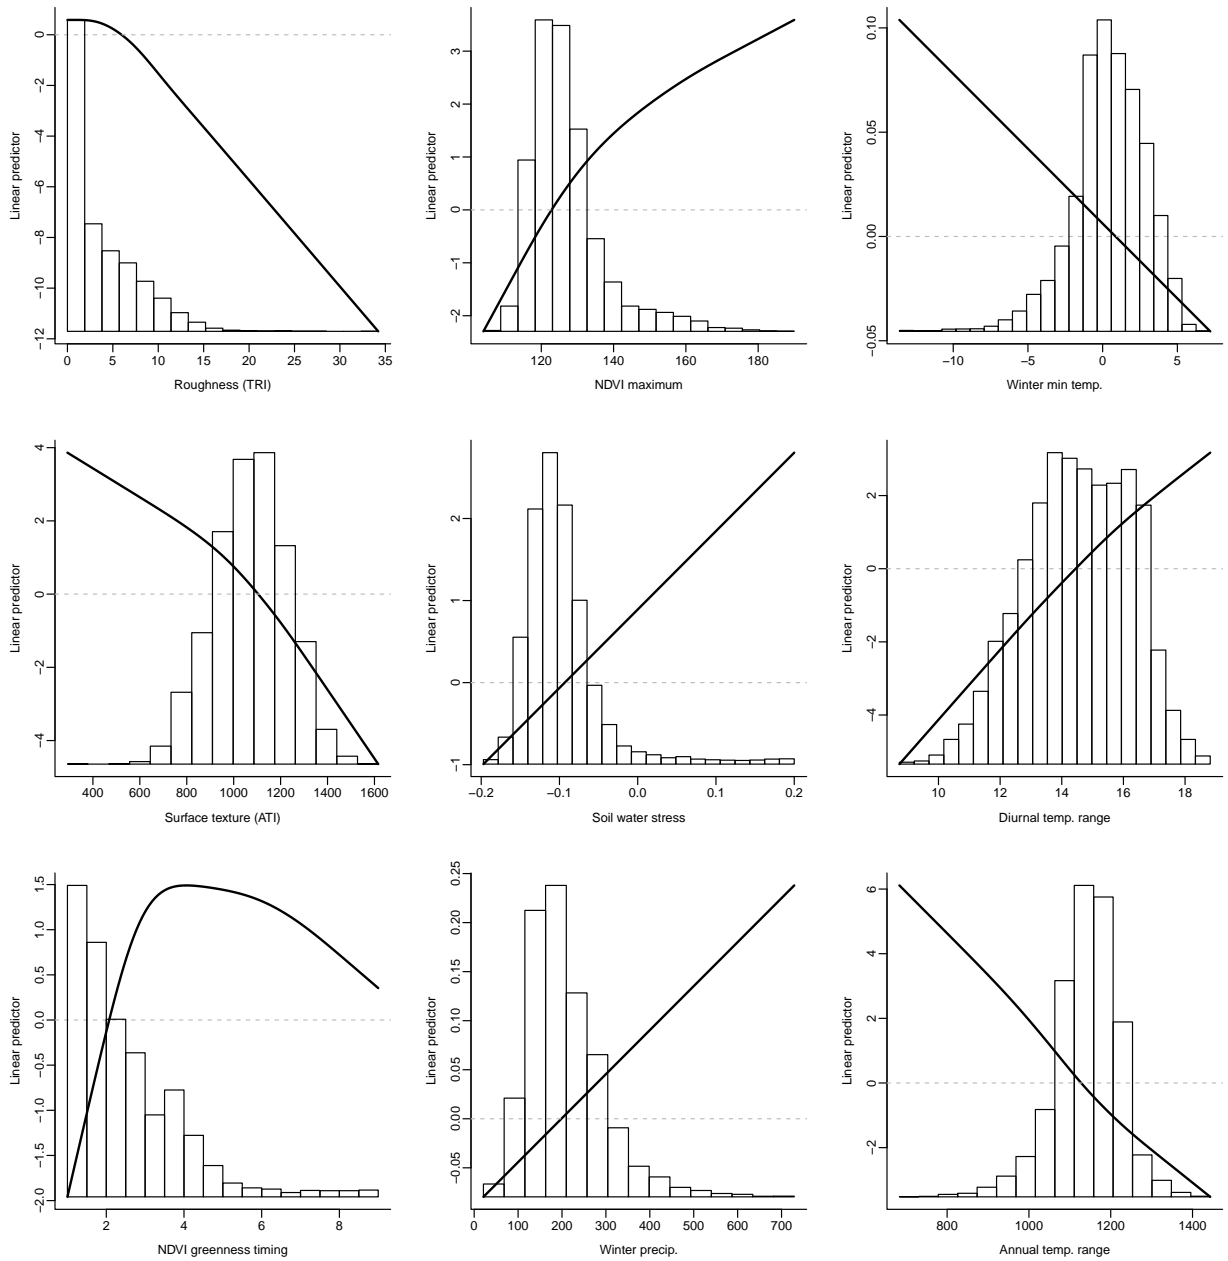 0
−2
−4
−6
−8
−10
−12
Linear predictor
0 5 10 15 20 25 30 35
Roughness (TRI)
3
2
1
0
−1
−2
Linear predictor
120 140 160 180
NDVI maximum
0.10
0.05
0.00
−0.05
Linear predictor
−10 −5 0 5
Winter min temp.
4
2
0
−2
−4
Linear predictor
400 600 800 1000 1200 1400 1600
Surface texture (ATI)
2
1
0
−1
Linear predictor
−0.2 −0.1 0.0 0.1 0.2
Soil water stress
2
0
−2
−4
Linear predictor
10 12 14 16 18
Diurnal temp. range
1.5
1.0
0.5
0.0
−0.5
−1.0
−1.5
−2.0
Linear predictor
2 4 6 8
NDVI greenness timing
0.25
0.20
0.15
0.10
0.05
0.00
−0.05
Linear predictor
0 100 200 300 400 500 600 700
Winter precip.
6
4
2
0
−2
Linear predictor
800 1000 1200 1400
Annual temp. range